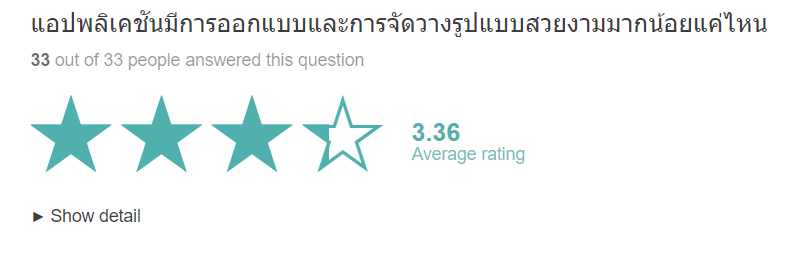 แอปพลิเคชันมีการออกแบบและการจัดวางรูปแบบสวยงามมากน้อยแค่ไหน
33 out of 33 people answered this question
3.36
Average rating
► Show detail